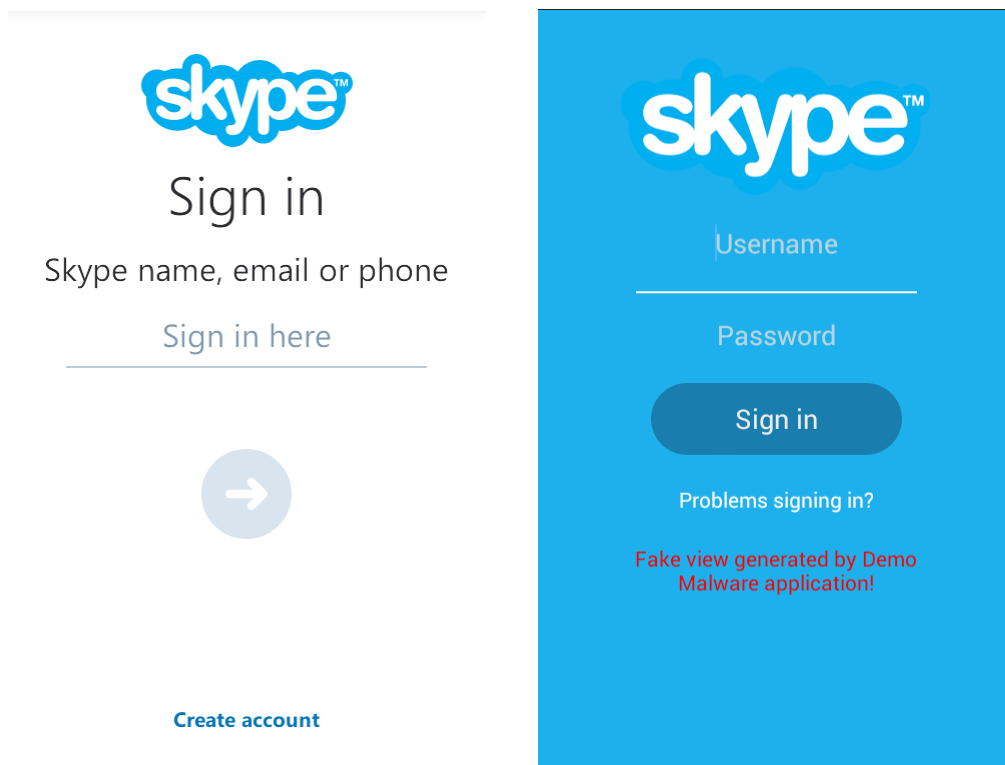 skype™
Sign in
Skype name, email or phone
Sign in here
Create account
skype™
Username
Password
Sign in
Problems signing in?
Fake view generated by Demo
Malware application!